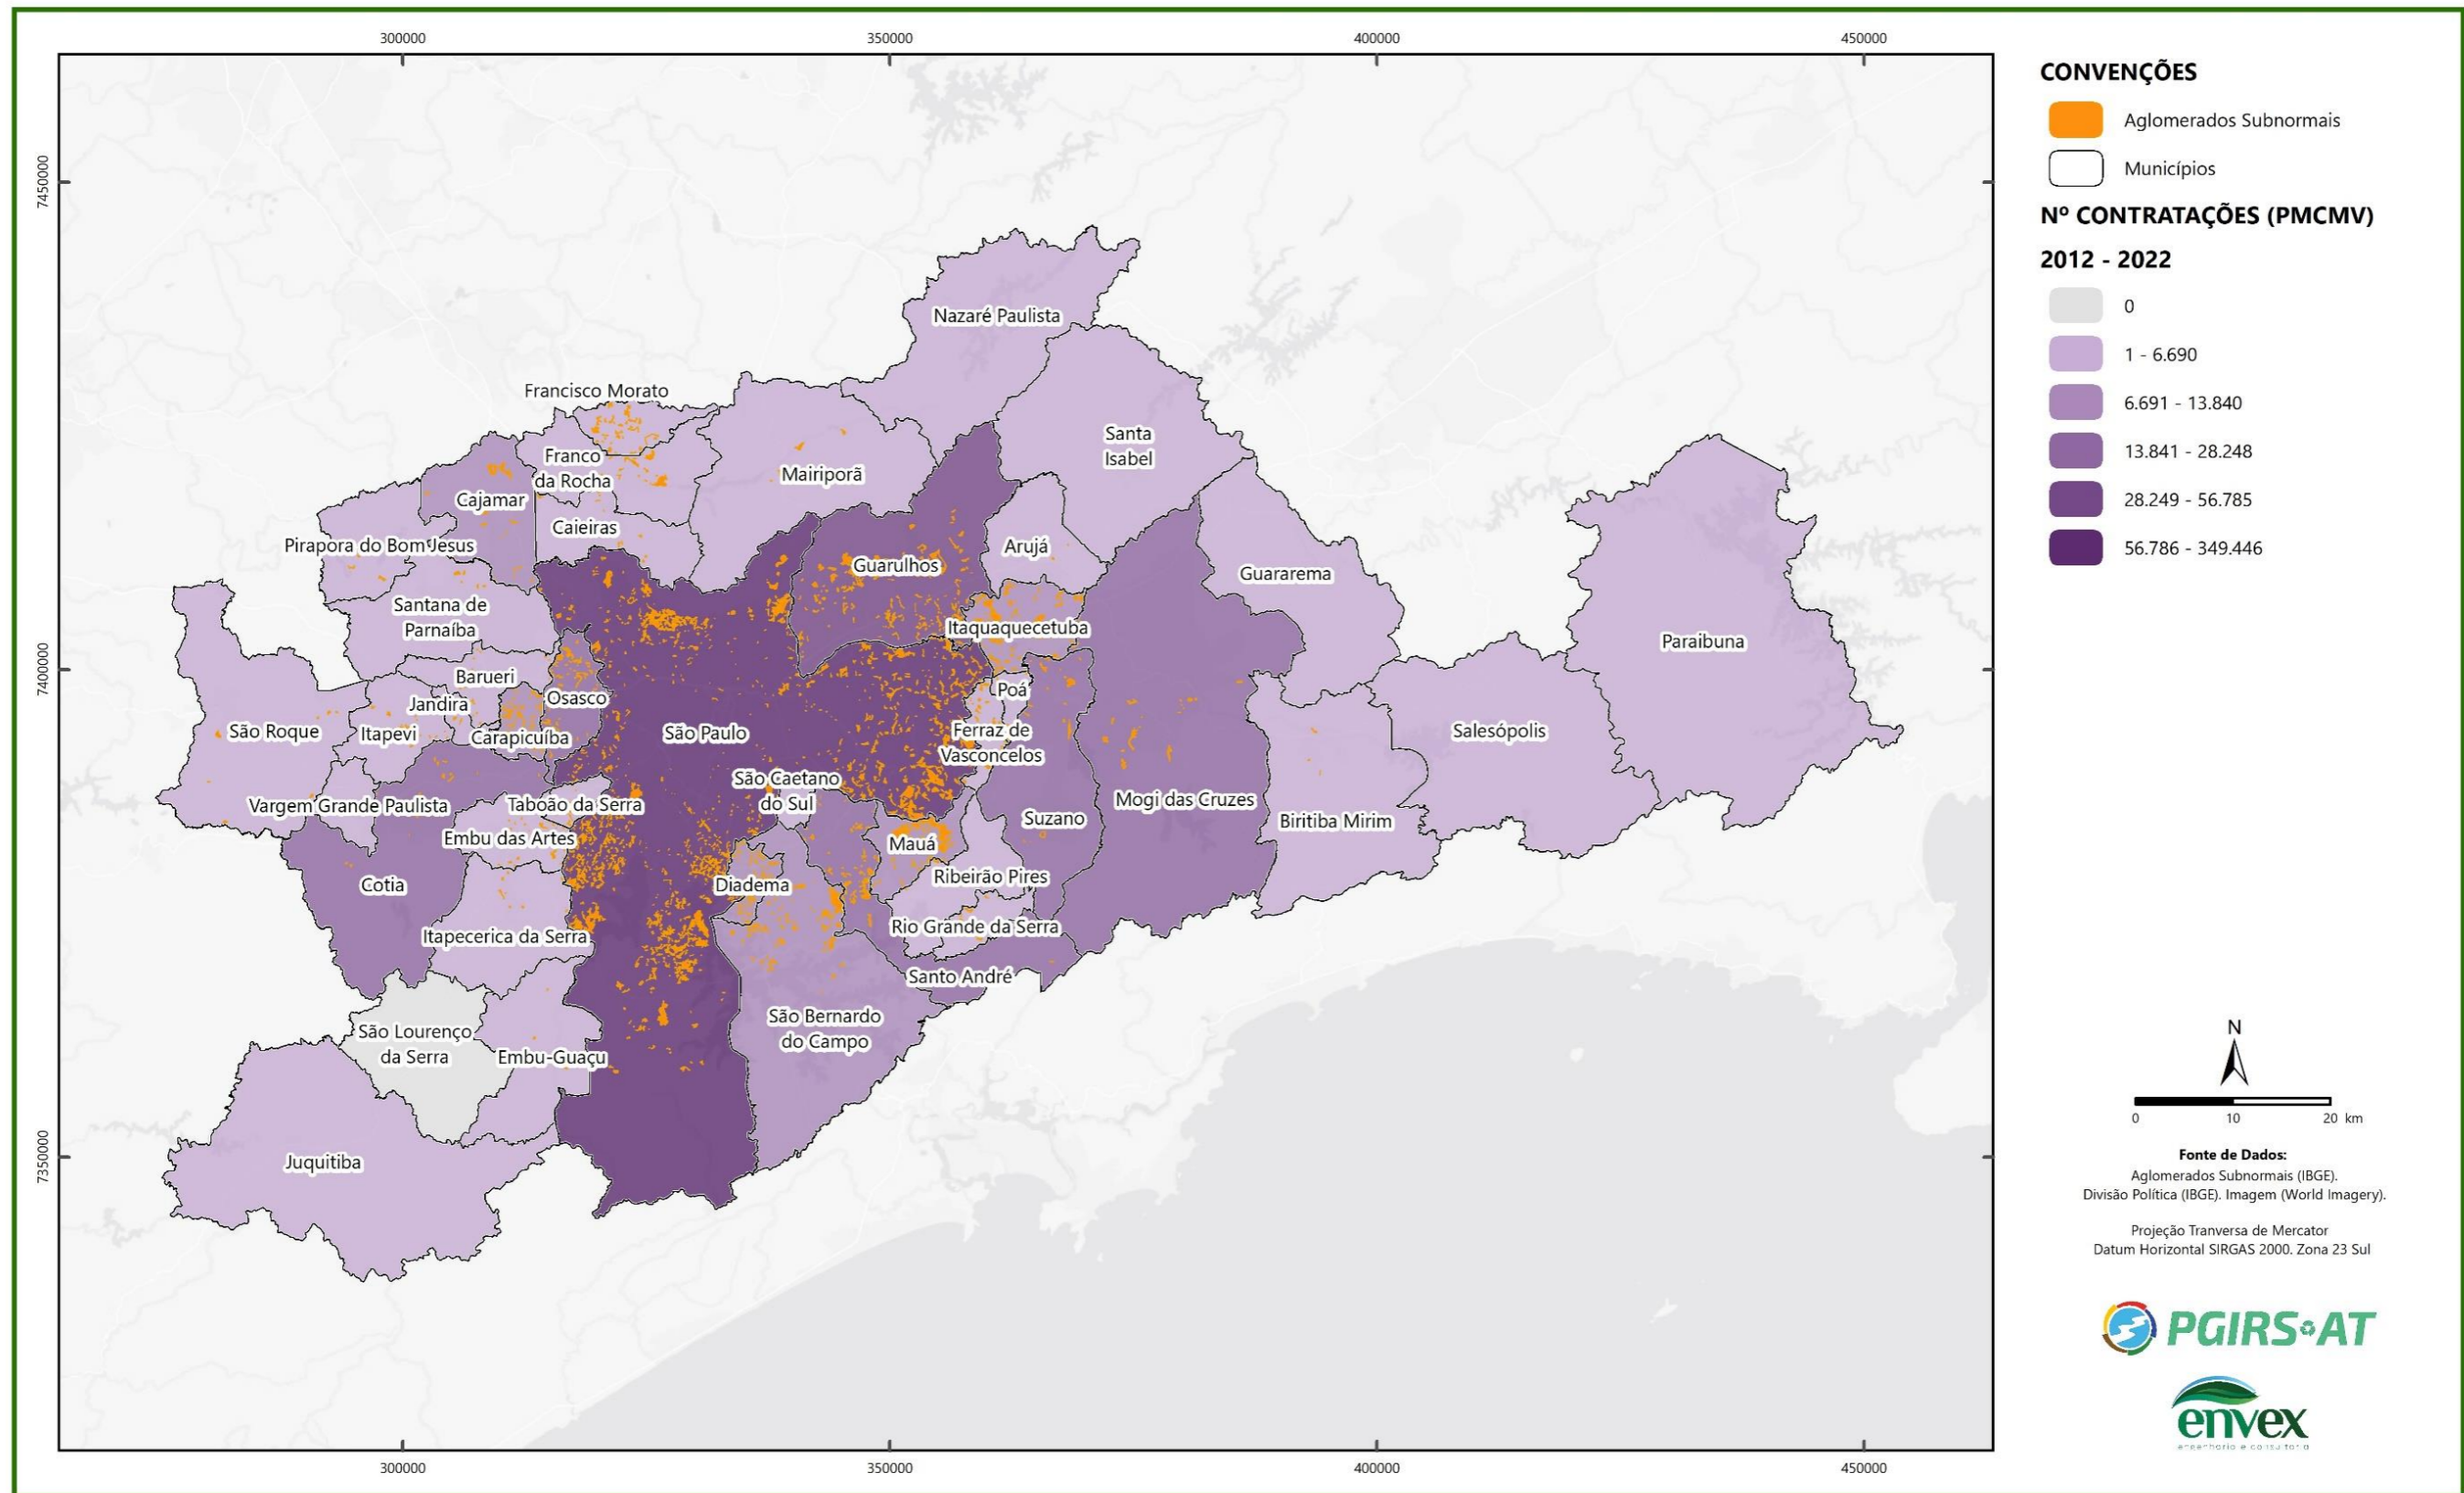 300000
350000
400000
450000
7450000
7400000
7350000
Nazaré Paulista
Francisco Morato
Santa
Isabel
Franco
da Rocha
Mairiporã
Cajamar
Caieiras
Pirapora do Bom Jesus
Arujá
Guarulhos
Guararema
Santana de
Parnaíba
Itaquaquecetuba
Paraibuna
Barueri
Osasco
Poá
Jandira
São Roque
Itapevi
Carapicuíba
São Paulo
Ferraz de
Vasconcelos
Salesópolis
São Caetano
do Sul
Vargem Grande Paulista
Taboão da Serra
Mogi das Cruzes
Suzano
Biritiba Mirim
Embu das Artes
Mauá
Cotia
Diadema
Ribeirão Pires
Itapecerica da Serra
Rio Grande da Serra
Santo André
São Bernardo
do Campo
São Lourenço
da Serra
Embu-Guaçu
Juquitiba
300000
350000
400000
450000
CONVENÇÕES
Aglomerados Subnormais
Municípios
Nº CONTRATAÇÕES (PMCMV)
2012 - 2022
0
1 - 6.690
6.691 - 13.840
13.841 - 28.248
28.249 - 56.785
56.786 - 349.446
N
0 10 20 km
Fonte de Dados:
Aglomerados Subnormais (IBGE).
Divisão Política (IBGE). Imagem (World Imagery).
Projeção Tranversa de Mercator
Datum Horizontal SIRGAS 2000. Zona 23 Sul
PGIRS AT
envex
engenharia e consultoria